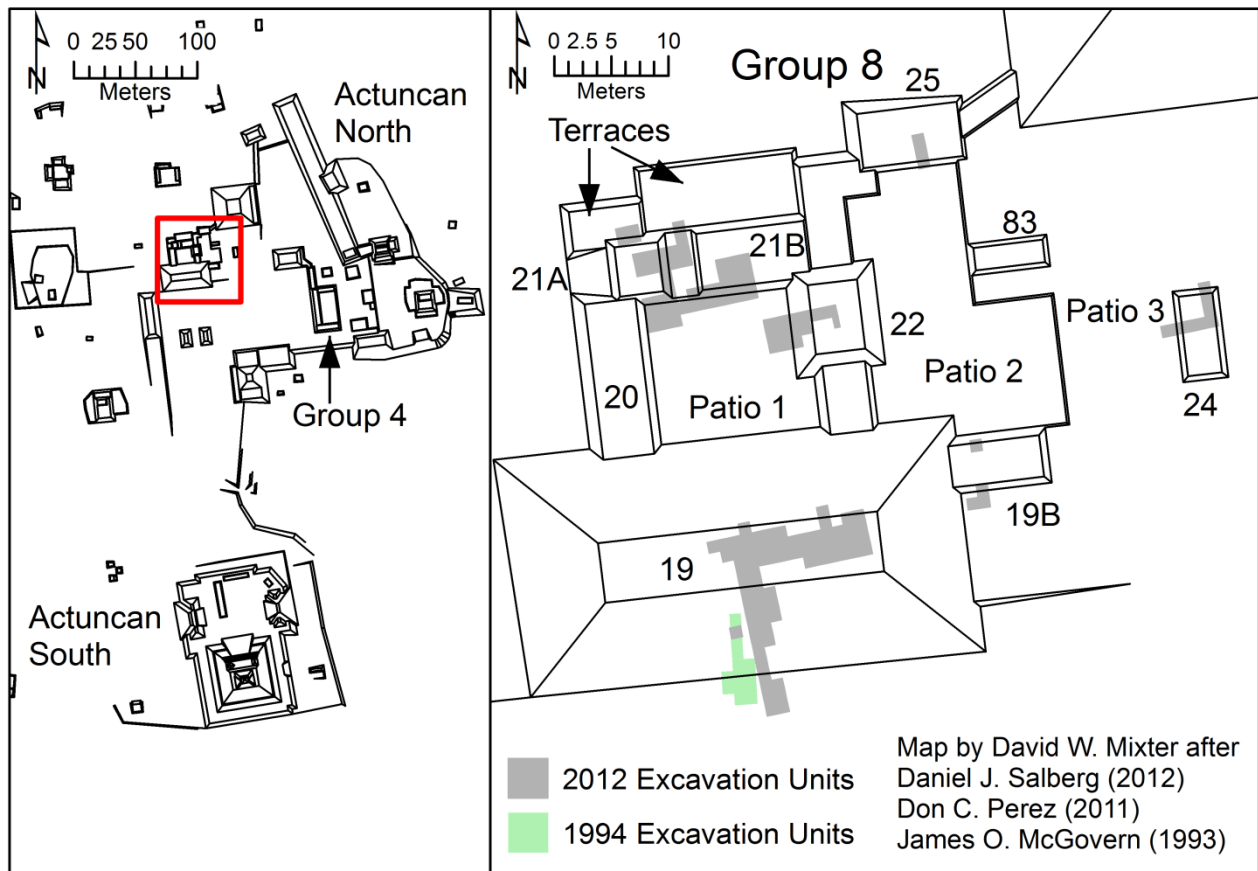 0 25 50 100
Meters
N
Actuncan
North
Group 4
Actuncan
South
0 2.5 5 10
Meters
N
Group 8
25
Terraces
83
21A
21B
Patio 3
22
20
Patio 1
Patio 2
24
19B
19
2012 Excavation Units
1994 Excavation Units
Map by David W. Mixter after
Daniel J. Salberg (2012)
Don C. Perez (2011)
James O. McGovern (1993)